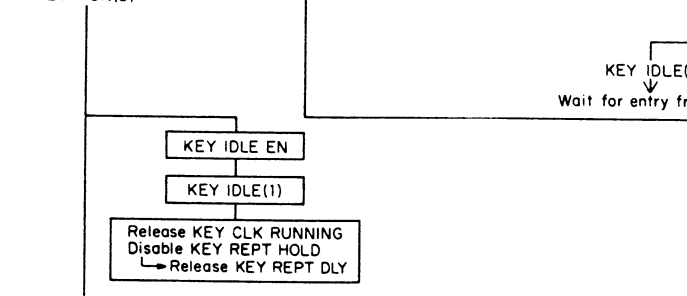 KEY IDLE(
Wait for entry
KEY IDLE EN
KEY IDLE(1)
Release KEY CLK RUNNING
Disable KEY REPT HOLD
Release KEY REPT DLY